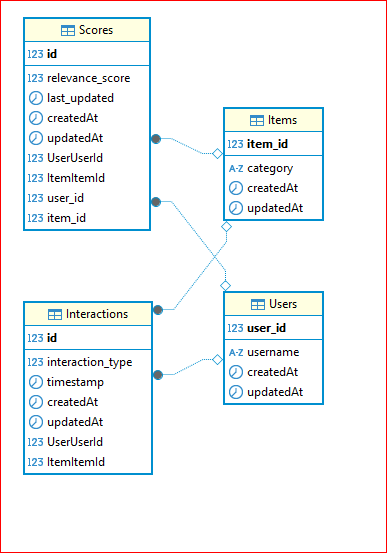 Scores
123 id
123 relevance_score
last_updated
createdAt
updatedAt
123 UserUserId
123 ItemItemId
123 user_id
123 item_id
Items
123 item_id
A-Z category
createdAt
updatedAt
Interactions
123 id
123 interaction_type
timestamp
createdAt
updatedAt
123 UserUserId
123 ItemItemId
Users
123 user_id
A-Z username
createdAt
updatedAt